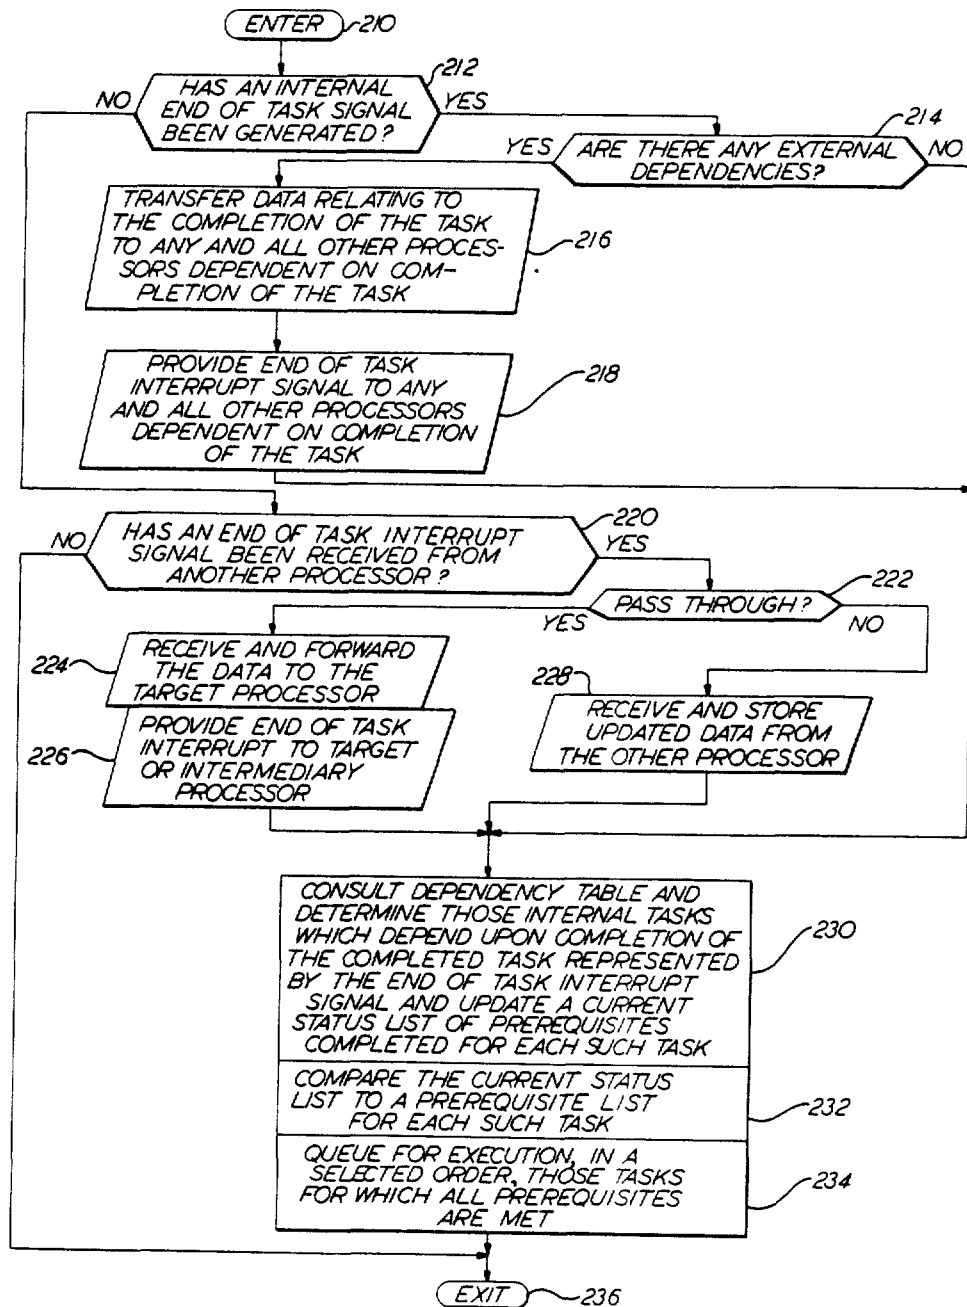 ENTER
210
HAS AN INTERNAL
END OF TASK SIGNAL
BEEN GENERATED?
212
NO
YES
ARE THERE ANY EXTERNAL
DEPENDENCIES?
214
YES
NO
TRANSFER DATA RELATING TO
THE COMPLETION OF THE TASK
TO ANY AND ALL OTHER PROCES-
SORS DEPENDENT ON COM-
PLETION OF THE TASK
216
PROVIDE END OF TASK
INTERRUPT SIGNAL TO ANY
AND ALL OTHER PROCESSORS
DEPENDENT ON COMPLETION
OF THE TASK
218
HAS AN END OF TASK INTERRUPT
SIGNAL BEEN RECEIVED FROM
ANOTHER PROCESSOR?
220
NO
YES
PASS THROUGH?
222
YES
NO
RECEIVE AND FORWARD
THE DATA TO THE
TARGET PROCESSOR
224
PROVIDE END OF TASK
INTERRUPT TO TARGET
OR INTERMEDIARY
PROCESSOR
226
228
RECEIVE AND STORE
UPDATED DATA FROM
THE OTHER PROCESSOR
CONSULT DEPENDENCY TABLE AND
DETERMINE THOSE INTERNAL TASKS
WHICH DEPEND UPON COMPLETION OF
THE COMPLETED TASK REPRESENTED
BY THE END OF TASK INTERRUPT
SIGNAL AND UPDATE A CURRENT
STATUS LIST OF PREREQUISITES
COMPLETED FOR EACH SUCH TASK
230
COMPARE THE CURRENT STATUS
LIST TO A PREREQUISITE LIST
FOR EACH SUCH TASK
232
QUEUE FOR EXECUTION, IN A
SELECTED ORDER, THOSE TASKS
FOR WHICH ALL PREREQUISITES
ARE MET
234
EXIT
236